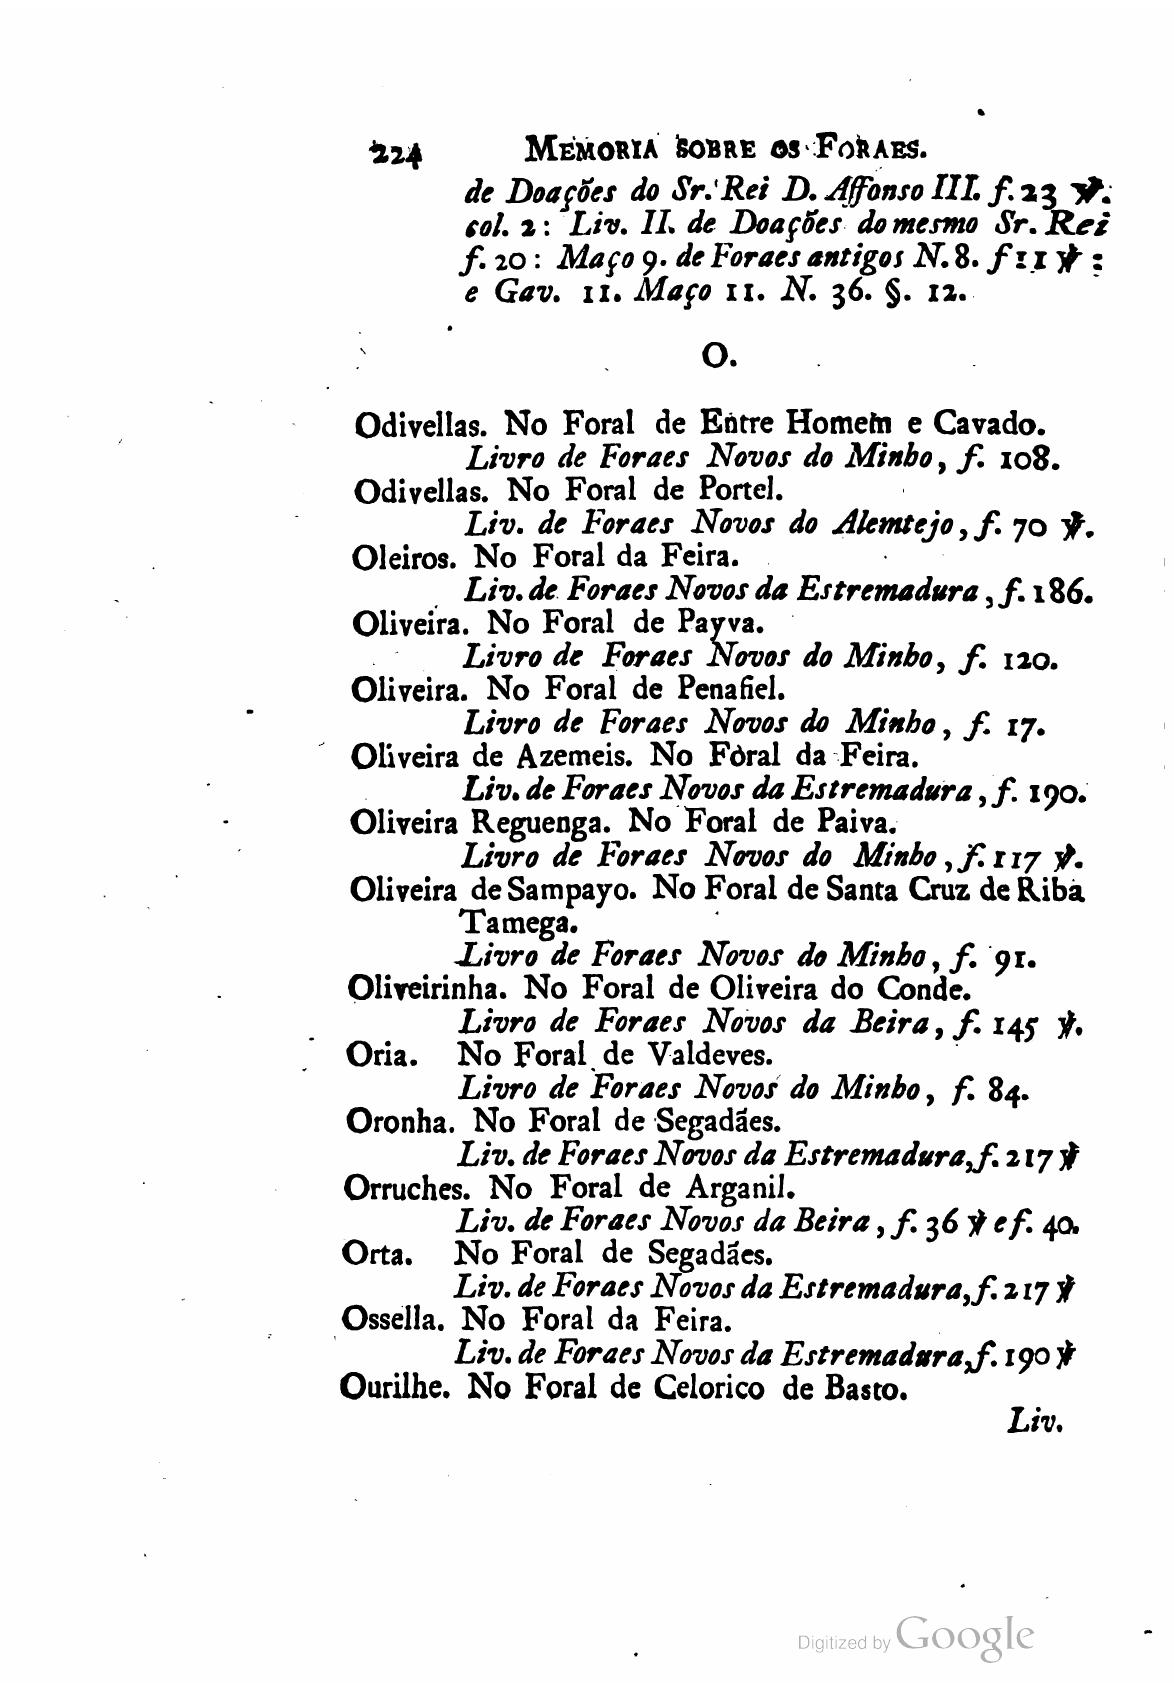 224 MEMORIA SOBRE OS FORAES.
de Doações do Sr. Rei D. Affonso III. f. 23 ℣.
col. 2: Liv. II. de Doações do mesmo Sr. Rei
f. 20: Maço 9. de Foraes antigos N. 8. f 11 ℣:
e Gav. 11. Maço 11. N. 36. §. 12.
O.
Odivellas. No Foral de Entre Homem e Cavado.
Livro de Foraes Novos do Minho, f. 108.
Odivellas. No Foral de Portel.
Liv. de Foraes Novos do Alemtejo, f. 70 ℣.
Oleiros. No Foral da Feira.
Liv. de Foraes Novos da Estremadura, f. 186.
Oliveira. No Foral de Payva.
Livro de Foraes Novos do Minho, f. 120.
Oliveira. No Foral de Penafiel.
Livro de Foraes Novos do Minho, f. 17.
Oliveira de Azemeis. No Foral da Feira.
Liv. de Foraes Novos da Estremadura, f. 190.
Oliveira Reguenga. No Foral de Paiva.
Livro de Foraes Novos do Minho, f. 117 ℣.
Oliveira de Sampayo. No Foral de Santa Cruz de Riba
Tamega.
Livro de Foraes Novos do Minho, f. 91.
Oliveirinha. No Foral de Oliveira do Conde.
Livro de Foraes Novos da Beira, f. 145 ℣.
Oria. No Foral de Valdeves.
Livro de Foraes Novos do Minho, f. 84.
Oronha. No Foral de Segadães.
Liv. de Foraes Novos da Estremadura, f. 217 ℣
Orruches. No Foral de Arganil.
Liv. de Foraes Novos da Beira, f. 36 ℣ e f. 40.
Orta. No Foral de Segadães.
Liv. de Foraes Novos da Estremadura, f. 217 ℣
Ossella. No Foral da Feira.
Liv. de Foraes Novos da Estremadura, f. 190 ℣
Ourilhe. No Foral de Celorico de Basto.
Liv.
Digitized by Google